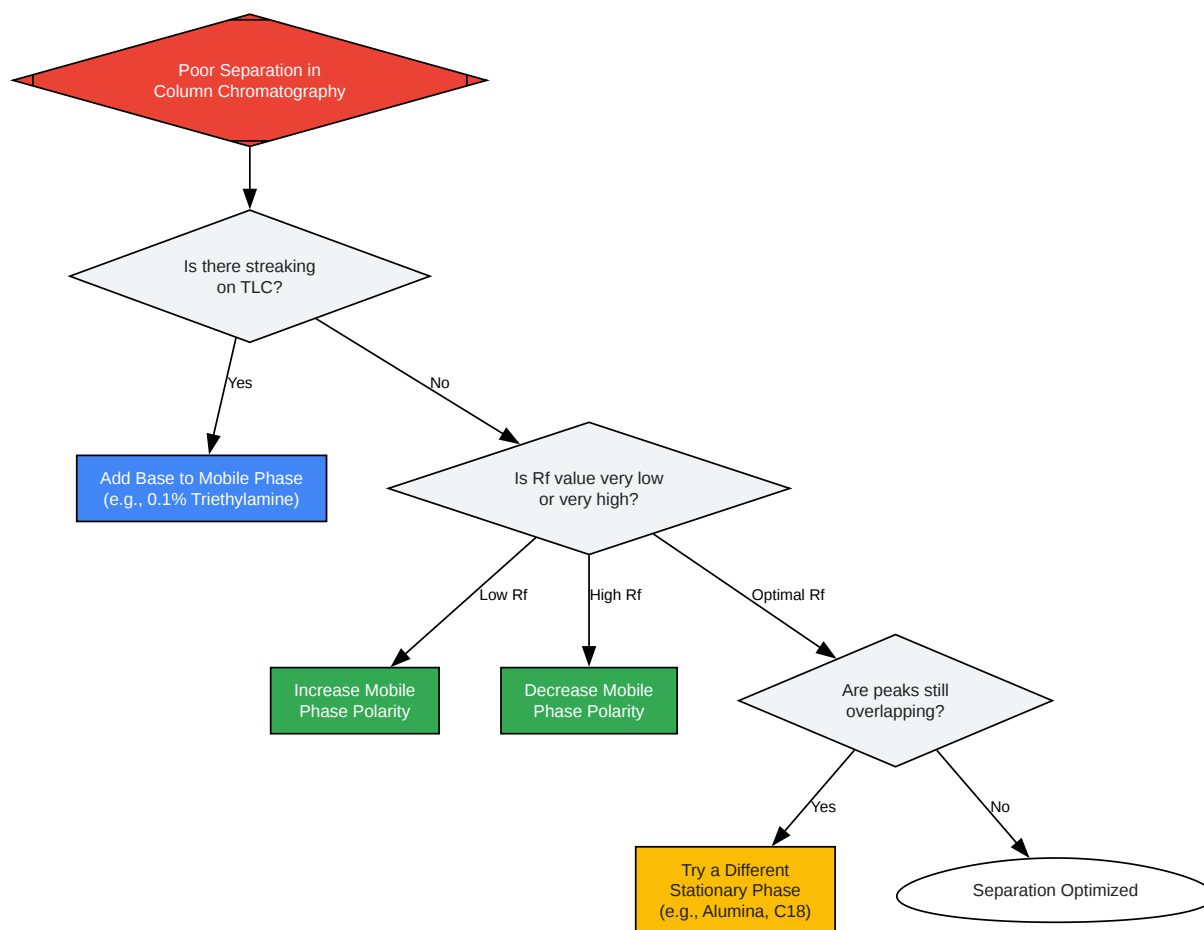 Poor Separation in
Column Chromatography
Is there streaking
on TLC?
Yes
No
Add Base to Mobile Phase
(e.g., 0.1% Triethylamine)
Is Rf value very low
or very high?
Low Rf
High Rf
Optimal Rf
Increase Mobile
Phase Polarity
Decrease Mobile
Phase Polarity
Are peaks still
overlapping?
Yes
No
Try a Different
Stationary Phase
(e.g., Alumina, C18)
Separation Optimized